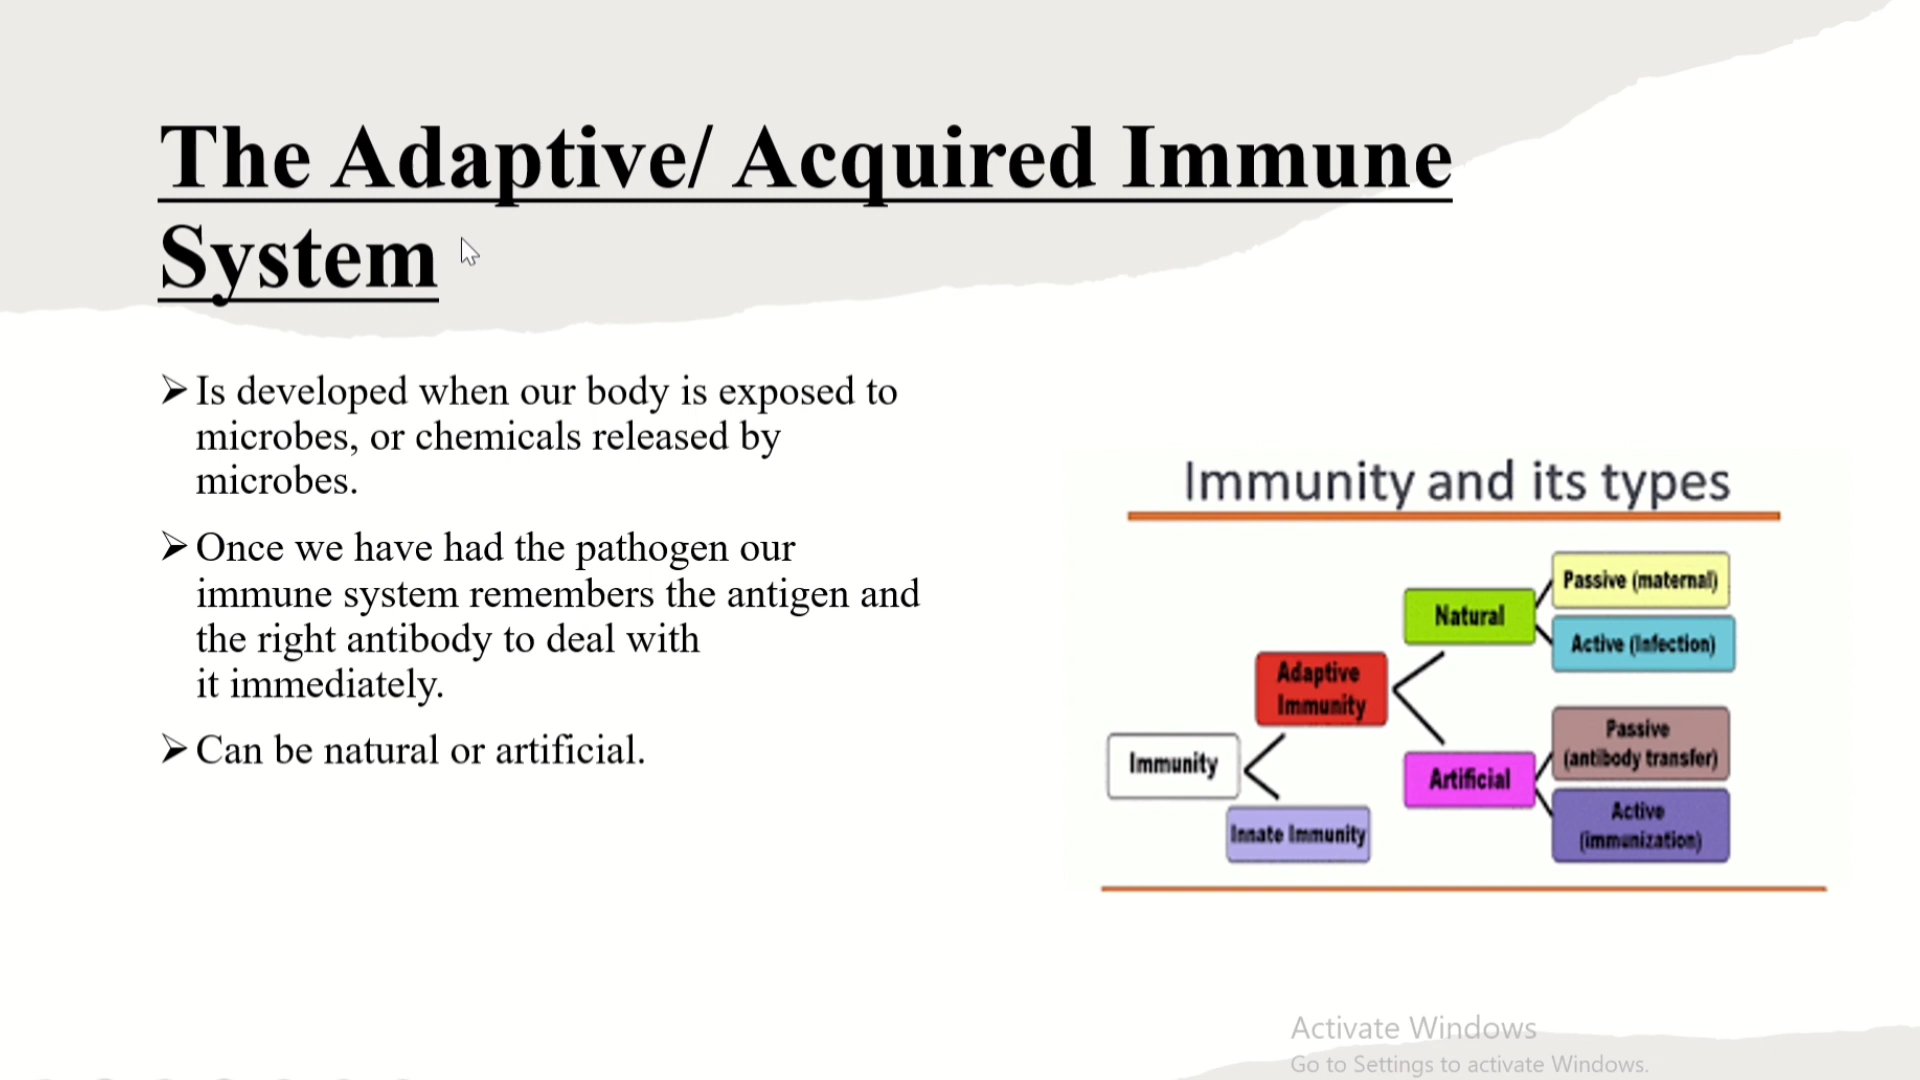 The Adaptive/ Acquired Immune
System
Is developed when our body is exposed to
microbes, or chemicals released by
microbes.
Once we have had the pathogen our
immune system remembers the antigen and
the right antibody to deal with
it immediately.
Can be natural or artificial.
Immunity and its types
Passive (maternal)
Natural
Active (Infection)
Adaptive
Immunity
Passive
(antibody transfer)
Immunity
Artificial
Active
(immunization)
Innate Immunity
Activate Windows
Go to Settings to activate Windows.